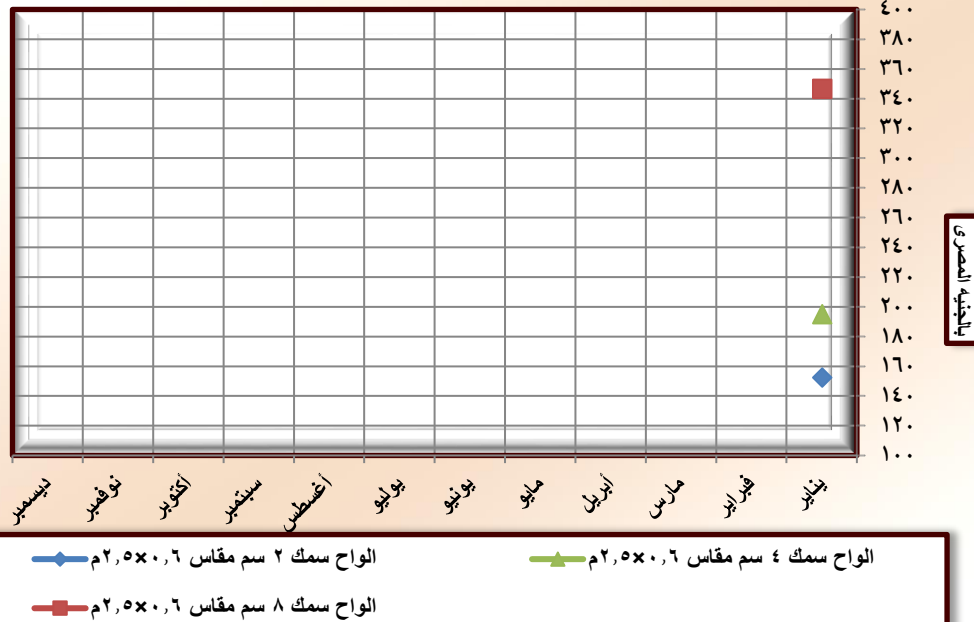 ٤٠٠
٣٨٠
٣٦٠
٣٤٠
٣٢٠
٣٠٠
٢٨٠
٢٦٠
٢٤٠
٢٢٠
٢٠٠
١٨٠
١٦٠
١٤٠
١٢٠
١٠٠
بالجنيه المصرى
يناير
فبراير
مارس
أبريل
مايو
يونيو
يوليو
أغسطس
سبتمبر
أكتوبر
نوفمبر
ديسمبر
الواح سمك ٤ سم مقاس ٠,٦×٢,٥م
الواح سمك ٢ سم مقاس ٠,٦×٢,٥م
الواح سمك ٨ سم مقاس ٠,٦×٢,٥م